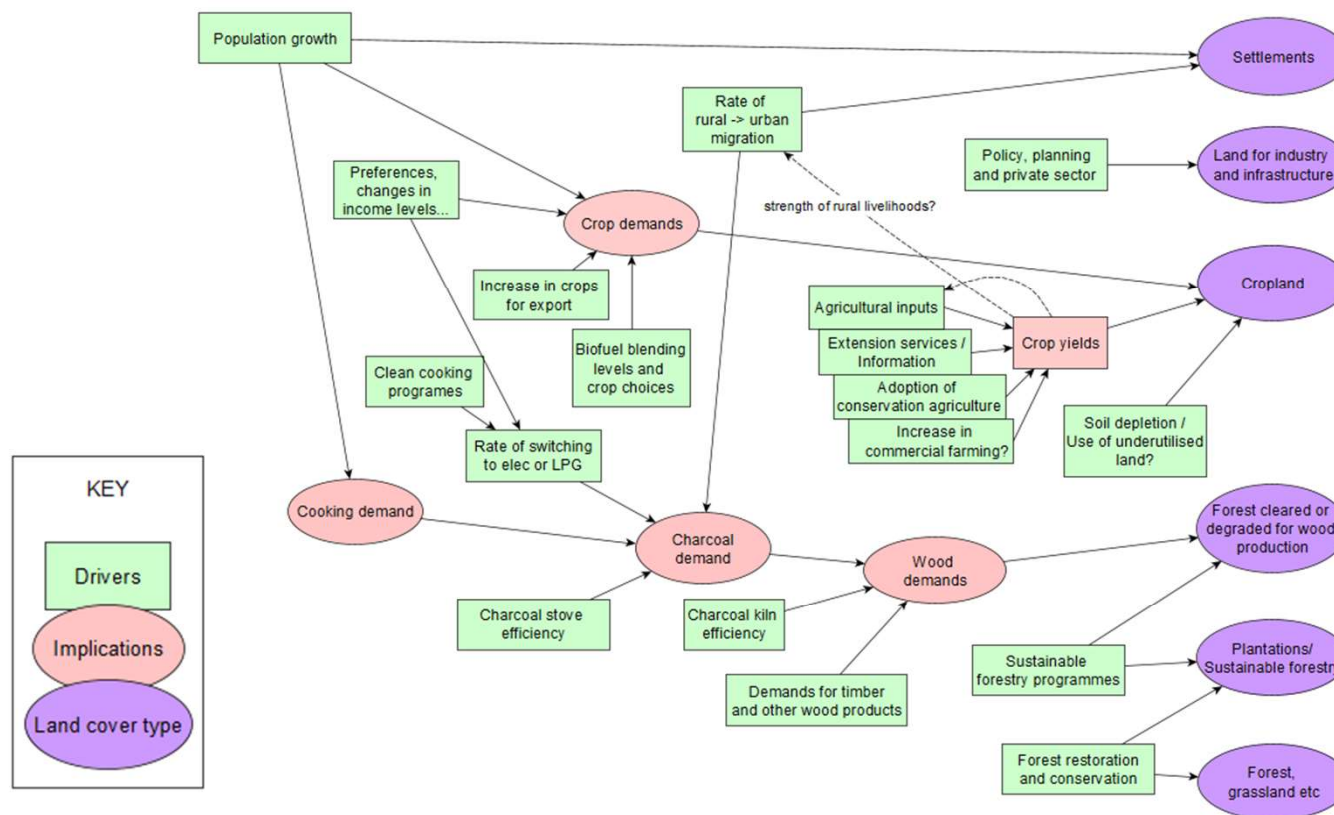 Population growth
Settlements
Rate of
rural -> urban
migration
Policy, planning
and private sector
Land for industry
and infrastructure
Preferences,
changes in
income levels...
strength of rural livelihoods?
Crop demands
Increase in crops
for export
Cropland
Agricultural inputs
Extension services /
Information
Crop yields
Biofuel blending
levels and
crop choices
Clean cooking
programes
Adoption of
conservation agriculture
Increase in
commercial farming?
Soil depletion /
Use of underutilised
land?
Rate of switching
to elec or LPG
KEY
Cooking demand
Charcoal
demand
Wood
demands
Forest cleared or
degraded for wood
production
Drivers
Implications
Land cover type
Charcoal stove
efficiency
Charcoal kiln
efficiency
Sustainable
forestry programmes
Plantations/
Sustainable forestry
Demands for timber
and other wood products
Forest restoration
and conservation
Forest,
grassland etc